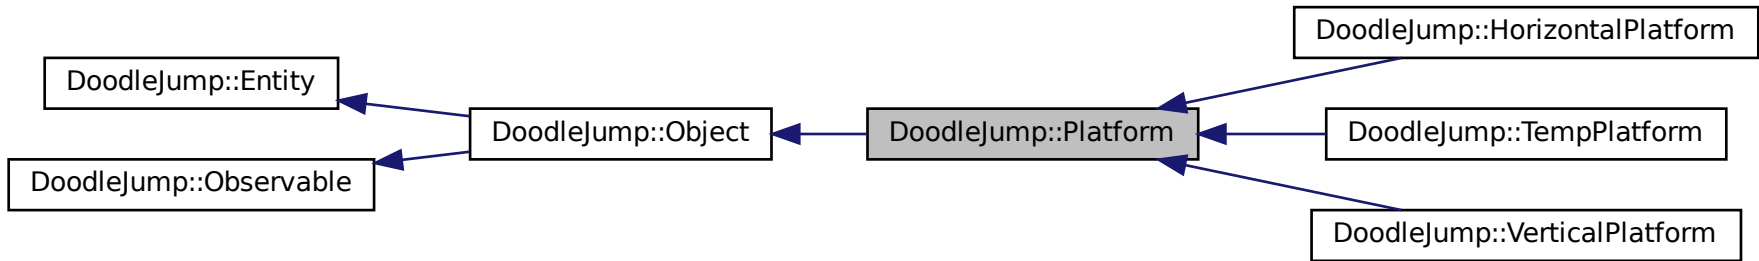 DoodleJump::Entity
DoodleJump::Observable
DoodleJump::Object
DoodleJump::Platform
DoodleJump::HorizontalPlatform
DoodleJump::TempPlatform
DoodleJump::VerticalPlatform